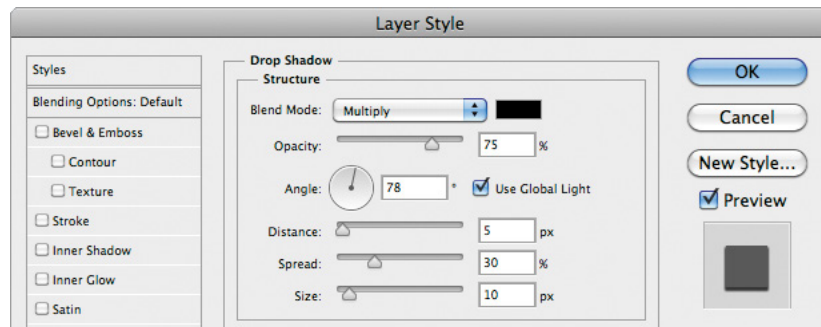 Layer Style
Styles
Blending Options: Default
Bevel & Emboss
Contour
Texture
Stroke
Inner Shadow
Inner Glow
Satin
Drop Shadow
Structure
Blend Mode: Multiply
Opacity: 75 %
Angle: 78 ° Use Global Light
Distance: 5 px
Spread: 30 %
Size: 10 px
OK
Cancel
New Style...
Preview